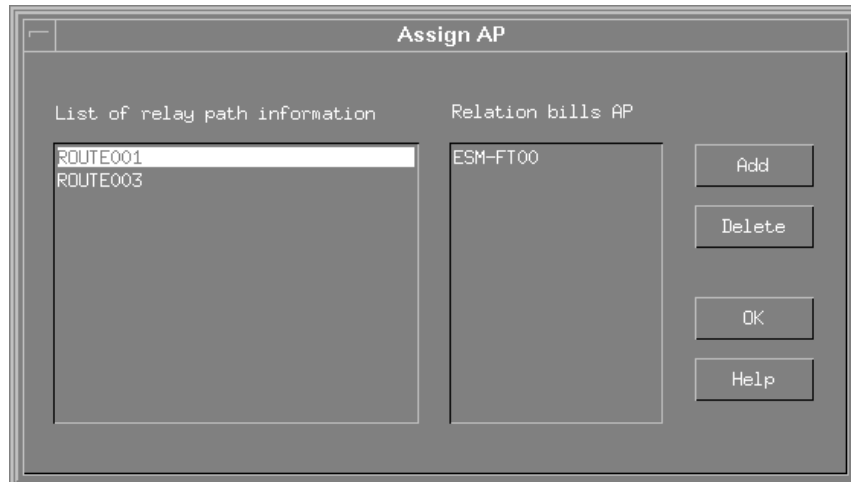 Assign AP
List of relay path information
Relation bills AP
ROUTE001
ROUTE003
ESM-FT00
Add
Delete
OK
Help